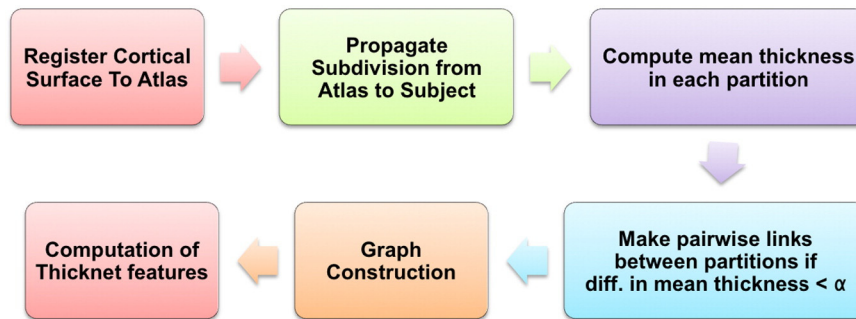 Register Cortical
Surface To Atlas
Propagate
Subdivision from
Atlas to Subject
Compute mean thickness
in each partition
Make pairwise links
between partitions if
diff. in mean thickness < α
Graph
Construction
Computation of
Thicknet features